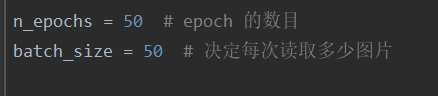 n_epochs = 50  # epoch 的数目
batch_size = 50  # 决定每次读取多少图片